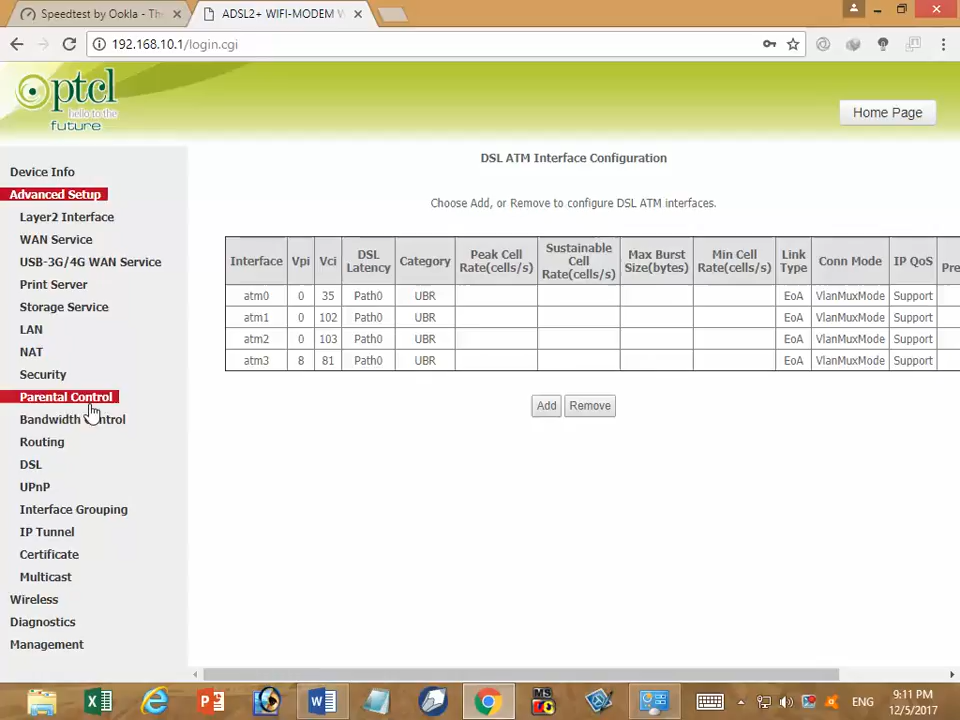 Speedtest by Ookla - The
ADSL2+ WIFI-MODEM W
192.168.10.1/login.cgi
ptcl
hello to the
future
Home Page
Device Info
Advanced Setup
Layer2 Interface
WAN Service
USB-3G/4G WAN Service
Print Server
Storage Service
LAN
NAT
Security
Parental Control
Bandwidth Control
Routing
DSL
UPnP
Interface Grouping
IP Tunnel
Certificate
Multicast
Wireless
Diagnostics
Management
DSL ATM Interface Configuration
Choose Add, or Remove to configure DSL ATM interfaces.
Interface Vpi Vci DSL Latency Category Peak Cell Rate(cells/s) Sustainable Cell Rate(cells/s) Max Burst Size(bytes) Min Cell Rate(cells/s) Link Type Conn Mode IP QoS Pre
atm0 0 35 Path0 UBR EoA VlanMuxMode Support
atm1 0 102 Path0 UBR EoA VlanMuxMode Support
atm2 0 103 Path0 UBR EoA VlanMuxMode Support
atm3 8 81 Path0 UBR EoA VlanMuxMode Support
Add Remove
ENG
9:11 PM
12/5/2017